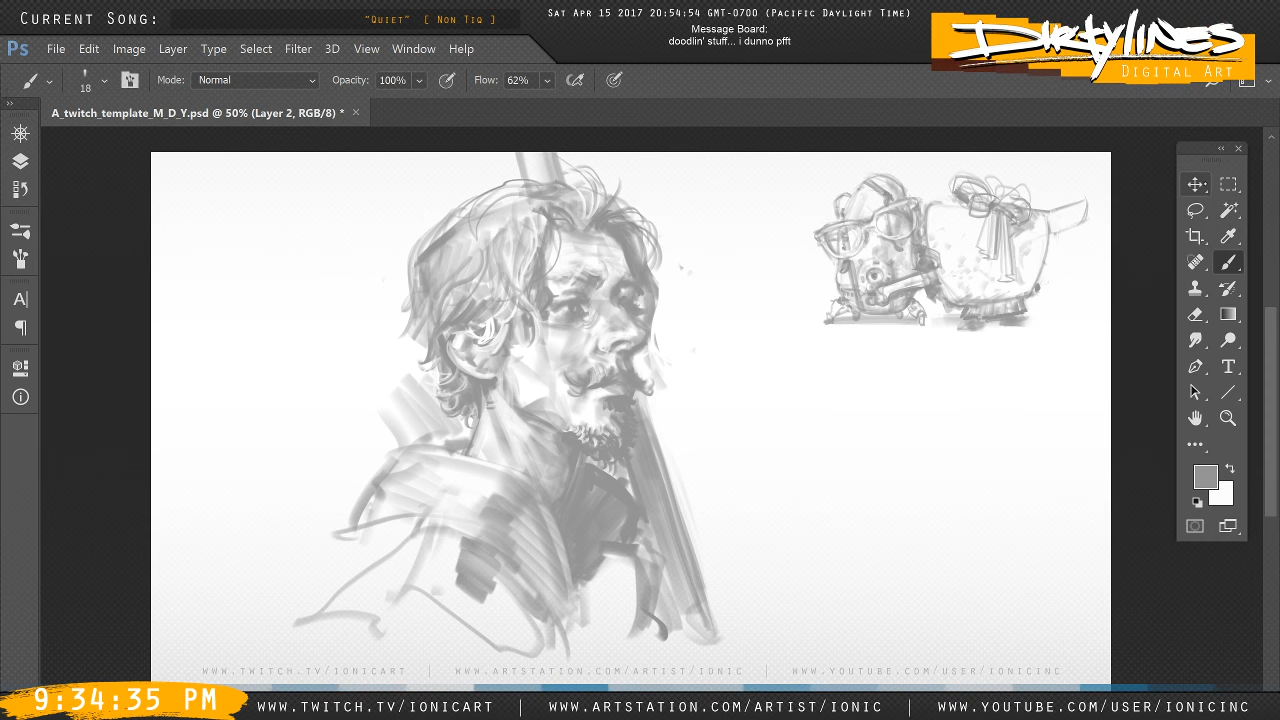 Current Song:
"Quiet" [ Non Tiq ]
Sat Apr 15 2017 20:54:54 GMT-0700 (Pacific Daylight Time)
Message Board:
doodlin' stuff... i dunno pfft
DirtyLines
Digital Art
Ps File Edit Image Layer Type Select Filter 3D View Window Help
18 Mode: Normal Opacity: 100% Flow: 62%
A_twitch_template_M_D_Y.psd @ 50% (Layer 2, RGB/8) *
www.twitch.tv/ionicart | www.artstation.com/artist/ionic | www.youtube.com/user/ionicinc
9:34:35 PM
www.twitch.tv/ionicart | www.artstation.com/artist/ionic | www.youtube.com/user/ionicinc